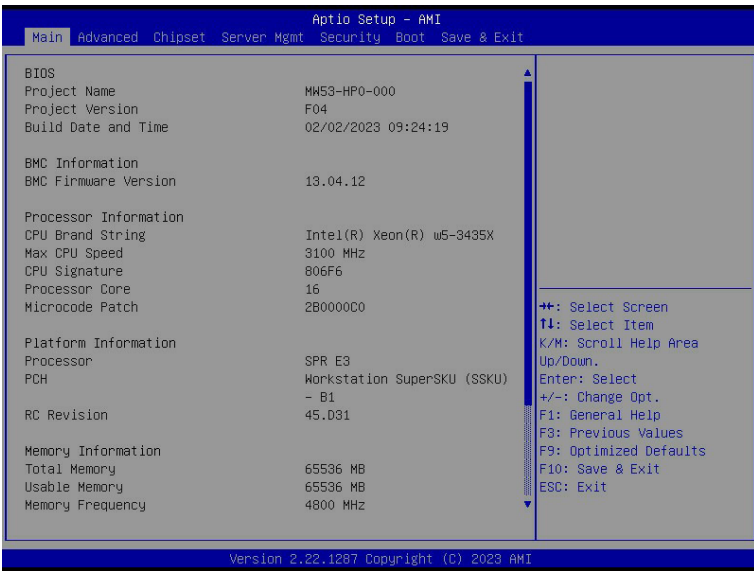 Aptio Setup – AMI
Main Advanced Chipset Server Mgmt Security Boot Save & Exit
BIOS
Project Name MW53-HP0-000
Project Version F04
Build Date and Time 02/02/2023 09:24:19
BMC Information
BMC Firmware Version 13.04.12
Processor Information
CPU Brand String Intel(R) Xeon(R) w5-3435X
Max CPU Speed 3100 MHz
CPU Signature 806F6
Processor Core 16
Microcode Patch 2B0000C0
Platform Information
Processor SPR E3
PCH Workstation SuperSKU (SSKU)
- B1
RC Revision 45.D31
Memory Information
Total Memory 65536 MB
Usable Memory 65536 MB
Memory Frequency 4800 MHz
→←: Select Screen
↑↓: Select Item
K/M: Scroll Help Area
Up/Down.
Enter: Select
+/-: Change Opt.
F1: General Help
F3: Previous Values
F9: Optimized Defaults
F10: Save & Exit
ESC: Exit
Version 2.22.1287 Copyright (C) 2023 AMI